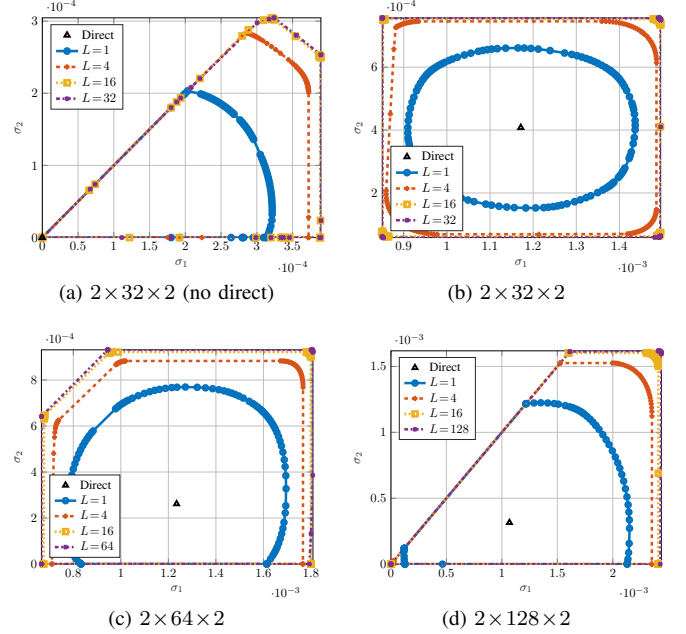 ·10⁻⁴
4
3
2
1
0
σ₂
Direct
L=1
L=4
L=16
L=32
0
0.5
1
1.5
2
2.5
3
3.5
σ₁
·10⁻⁴
(a) 2×32×2 (no direct)
·10⁻⁴
6
4
2
σ₂
Direct
L=1
L=4
L=16
L=32
0.9
1
1.1
1.2
1.3
1.4
σ₁
·10⁻³
(b) 2×32×2
·10⁻⁴
8
6
4
2
0
σ₂
Direct
L=1
L=4
L=16
L=64
0.8
1
1.2
1.4
1.6
1.8
σ₁
·10⁻³
(c) 2×64×2
·10⁻³
1.5
1
0.5
0
σ₂
Direct
L=1
L=4
L=16
L=128
0
0.5
1
1.5
2
σ₁
·10⁻³
(d) 2×128×2